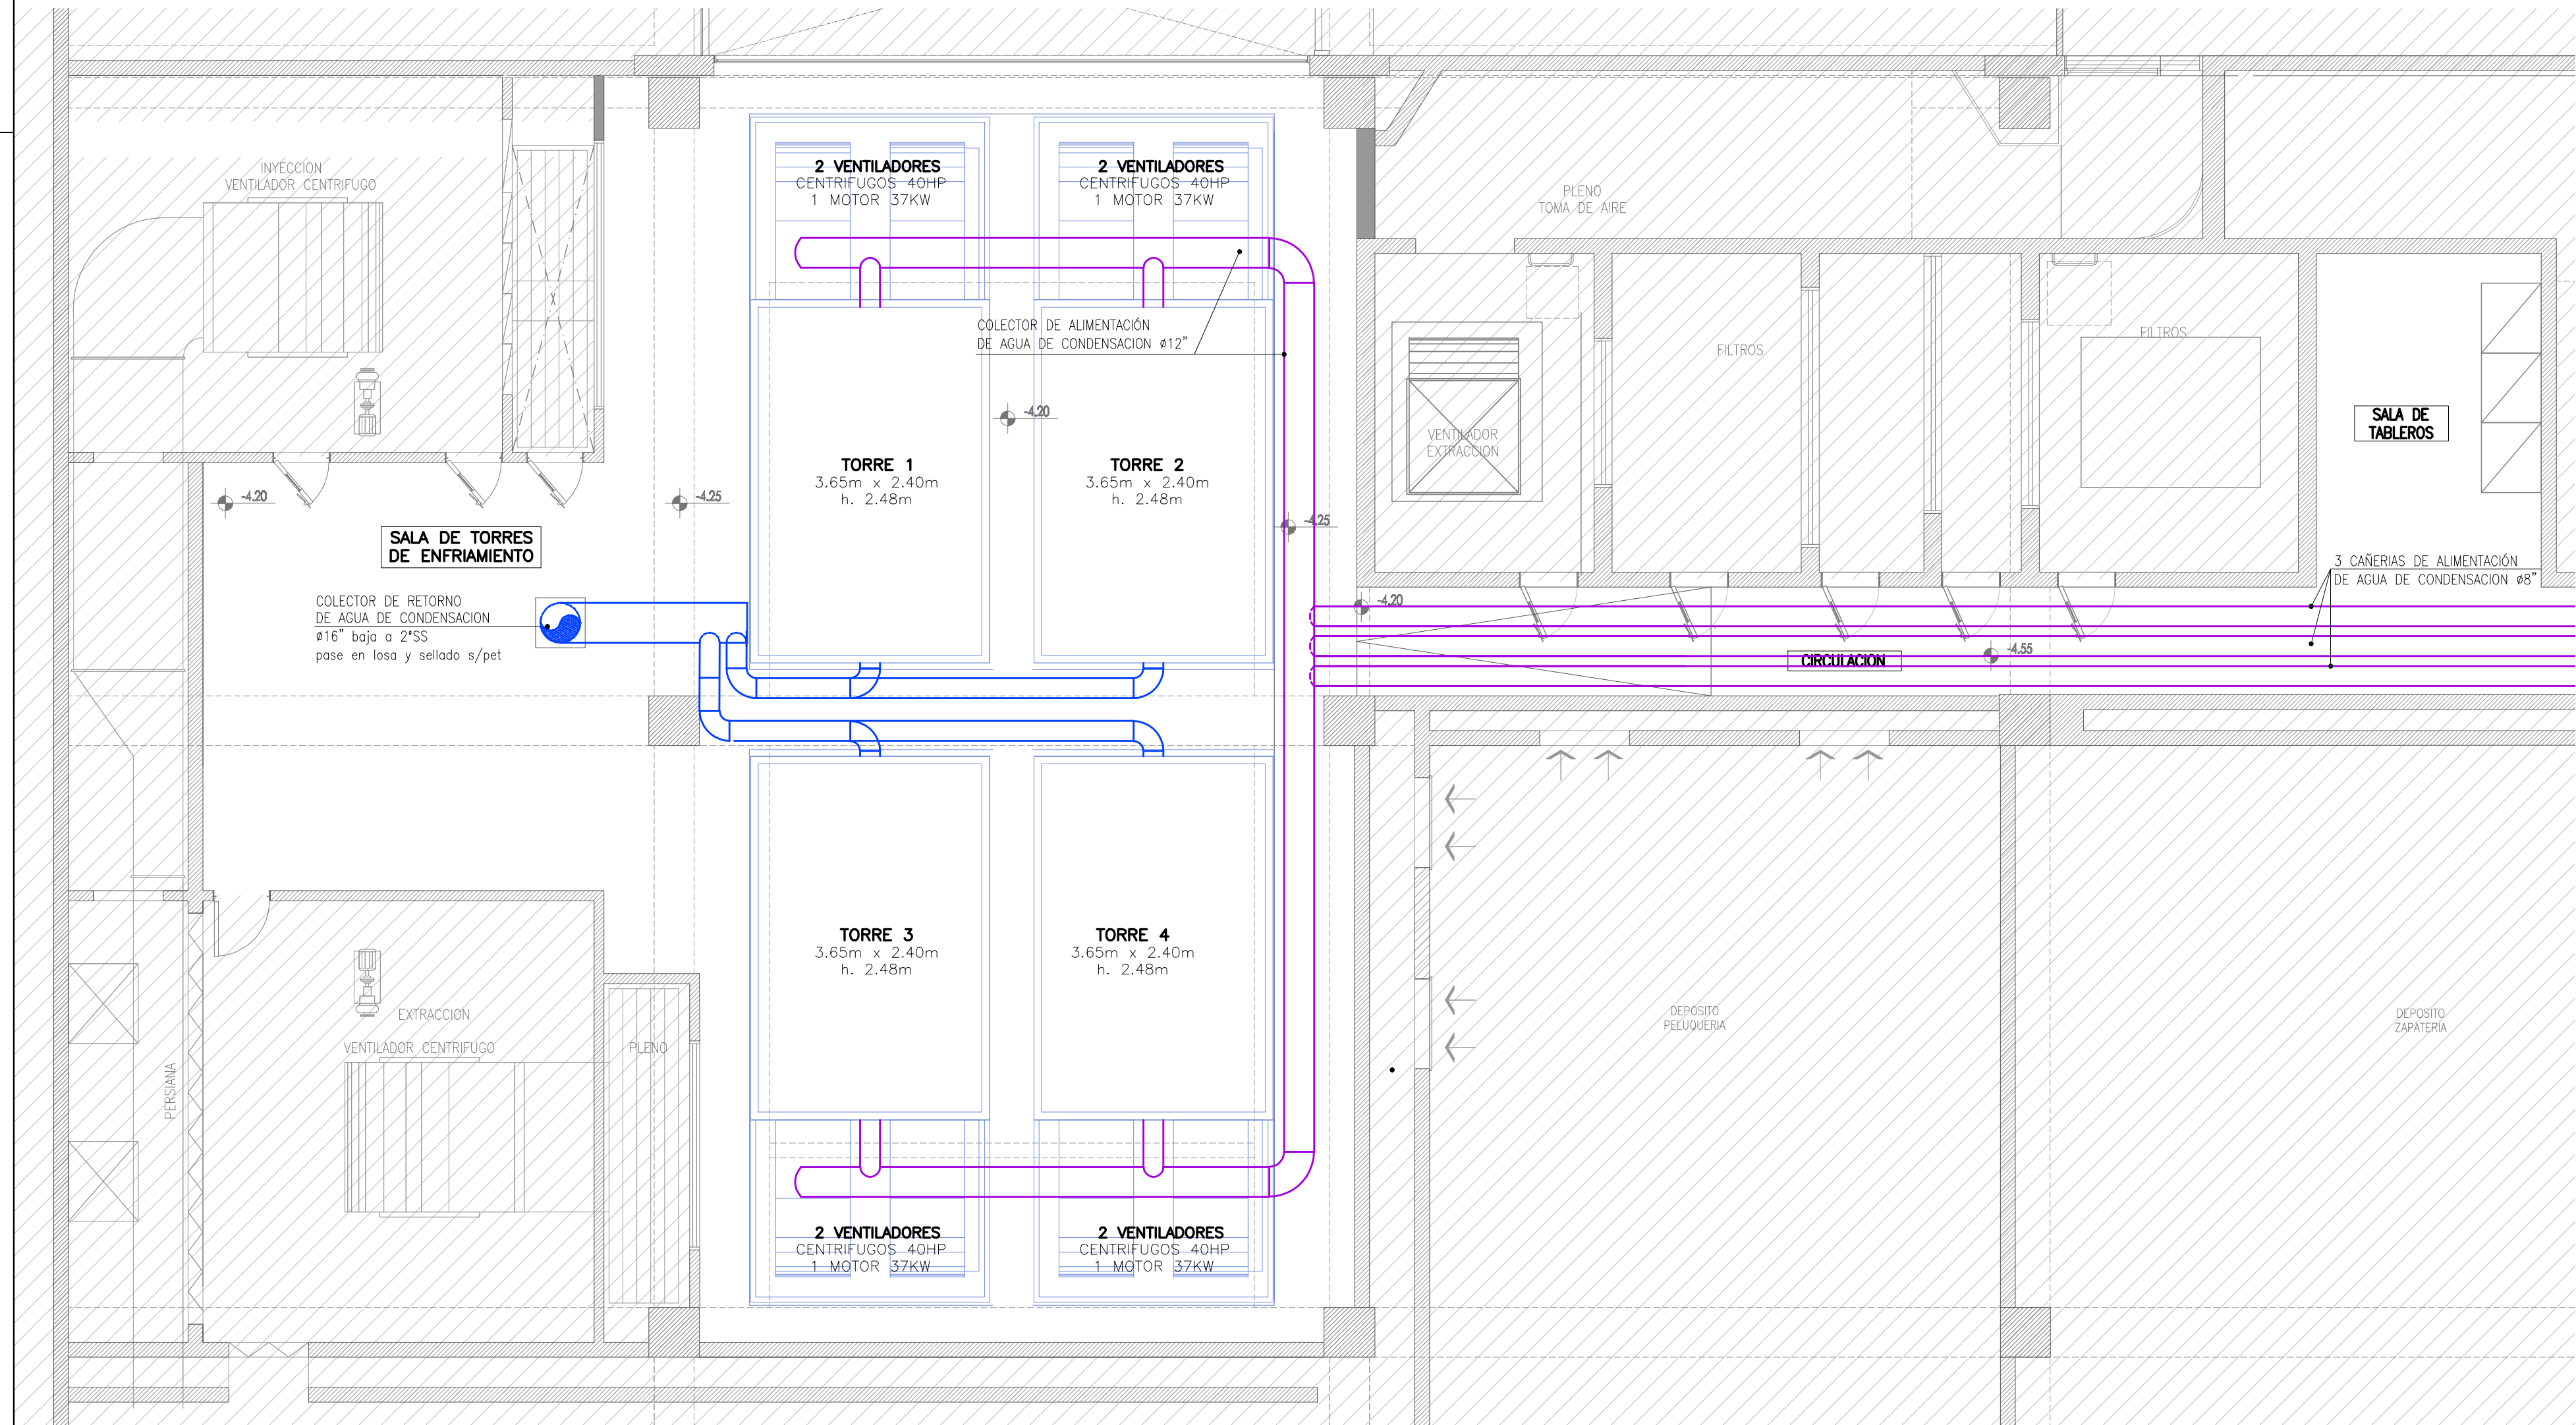 INYECCION
VENTILADOR CENTRIFUGO
2 VENTILADORES
CENTRIFUGOS 40HP
1 MOTOR 37KW
2 VENTILADORES
CENTRIFUGOS 40HP
1 MOTOR 37KW
PLENO
TOMA DE AIRE
COLECTOR DE ALIMENTACIÓN
DE AGUA DE CONDENSACION ø12"
FILTROS
FILTROS
VENTILADOR
EXTRACCION
SALA DE
TABLEROS
-4.20
TORRE 1
3.65m x 2.40m
h. 2.48m
TORRE 2
3.65m x 2.40m
h. 2.48m
-4.20
-4.25
-4.25
SALA DE TORRES
DE ENFRIAMIENTO
3 CAÑERIAS DE ALIMENTACIÓN
DE AGUA DE CONDENSACION ø8"
COLECTOR DE RETORNO
DE AGUA DE CONDENSACION
ø16" baja a 2°SS
pase en losa y sellado s/pet
-4.20
CIRCULACION
-4.55
TORRE 3
3.65m x 2.40m
h. 2.48m
TORRE 4
3.65m x 2.40m
h. 2.48m
EXTRACCION
VENTILADOR CENTRIFUGO
PLENO
PERSIANA
DEPOSITO
PELUQUERIA
DEPOSITO
ZAPATERIA
2 VENTILADORES
CENTRIFUGOS 40HP
1 MOTOR 37KW
2 VENTILADORES
CENTRIFUGOS 40HP
1 MOTOR 37KW